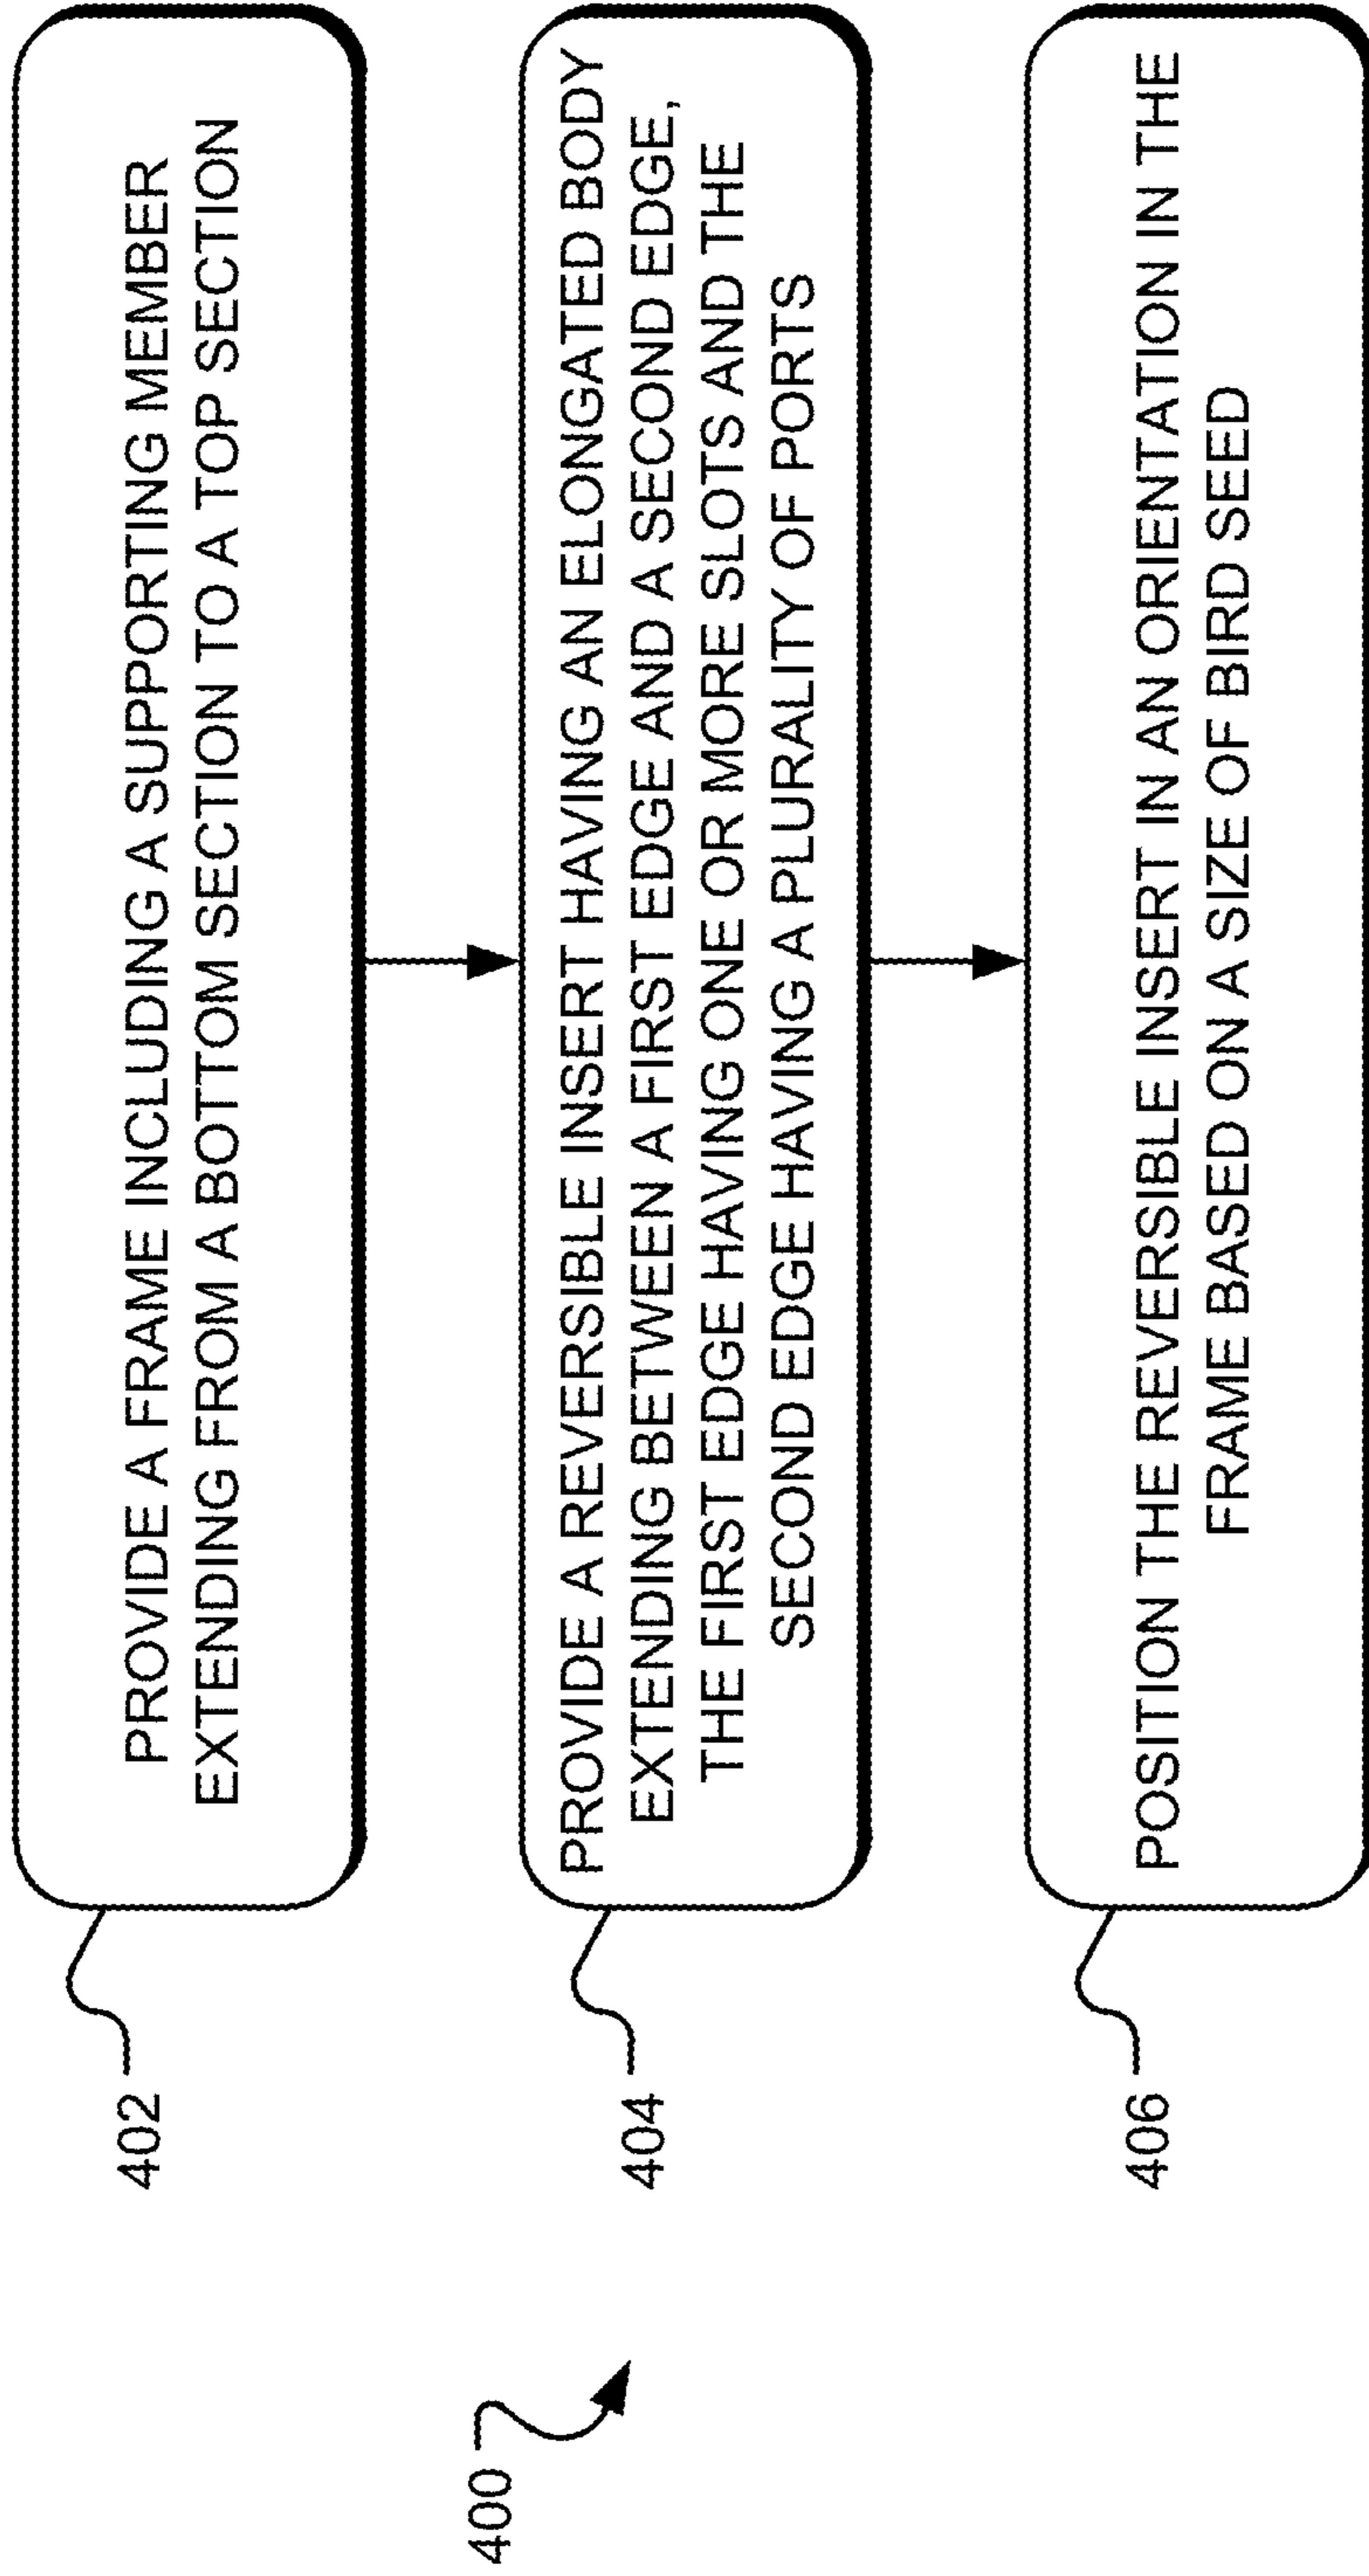 400
402
PROVIDE A FRAME INCLUDING A SUPPORTING MEMBER
EXTENDING FROM A BOTTOM SECTION TO A TOP SECTION
404
PROVIDE A REVERSIBLE INSERT HAVING AN ELONGATED BODY
EXTENDING BETWEEN A FIRST EDGE AND A SECOND EDGE,
THE FIRST EDGE HAVING ONE OR MORE SLOTS AND THE
SECOND EDGE HAVING A PLURALITY OF PORTS
406
POSITION THE REVERSIBLE INSERT IN AN ORIENTATION IN THE
FRAME BASED ON A SIZE OF BIRD SEED